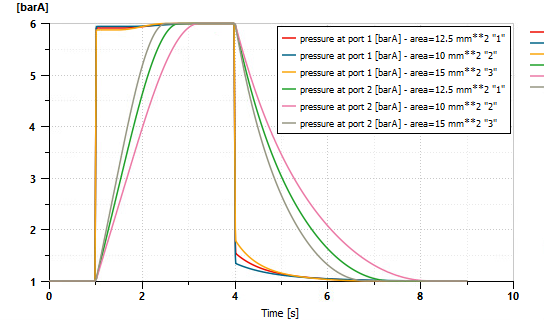 [barA]
6
5
4
3
2
1
pressure at port 1 [barA] - area=12.5 mm**2 "1"
pressure at port 1 [barA] - area=10 mm**2 "2"
pressure at port 1 [barA] - area=15 mm**2 "3"
pressure at port 2 [barA] - area=12.5 mm**2 "1"
pressure at port 2 [barA] - area=10 mm**2 "2"
pressure at port 2 [barA] - area=15 mm**2 "3"
0 2 4 6 8 10
Time [s]